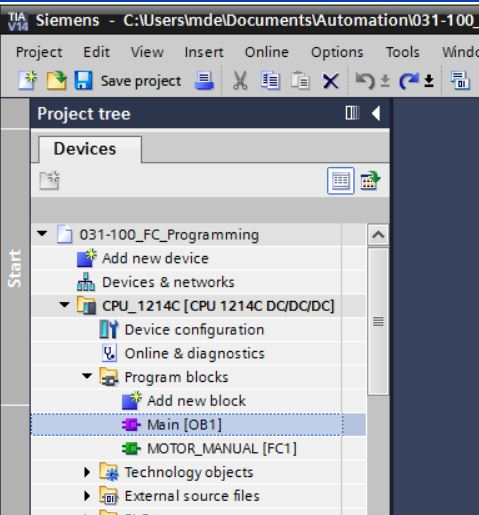 TIA V14 Siemens - C:\Users\mde\Documents\Automation\031-100_
Project Edit View Insert Online Options Tools Windo
Save project
Project tree
Devices
Start
031-100_FC_Programming
Add new device
Devices & networks
CPU_1214C [CPU 1214C DC/DC/DC]
Device configuration
Online & diagnostics
Program blocks
Add new block
Main [OB1]
MOTOR_MANUAL [FC1]
Technology objects
External source files